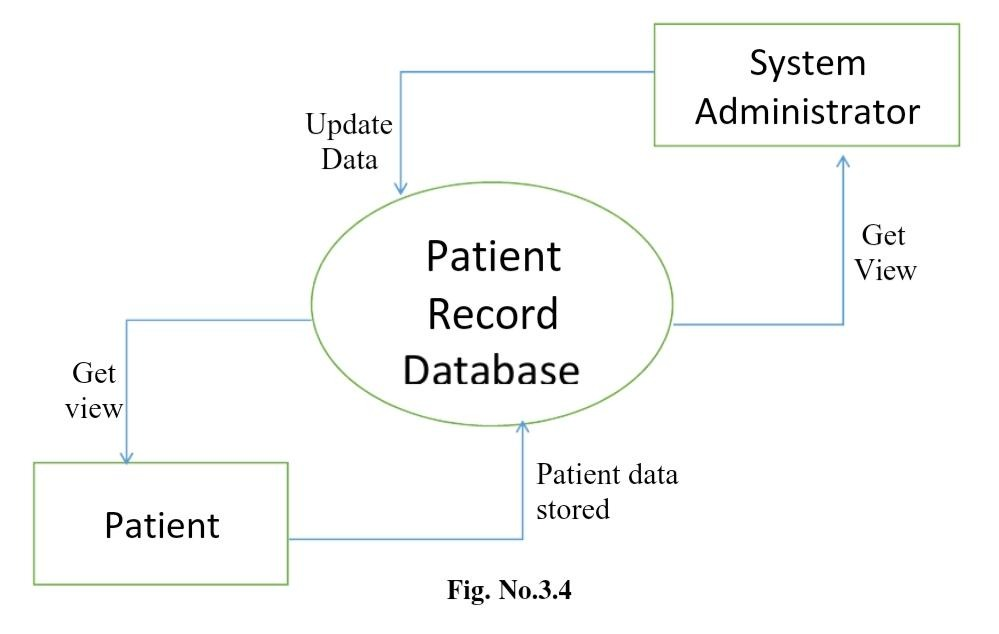 System
Administrator
Update
Data
Patient
Record
Database
Get
View
Get
view
Patient
Patient data
stored
Fig. No.3.4